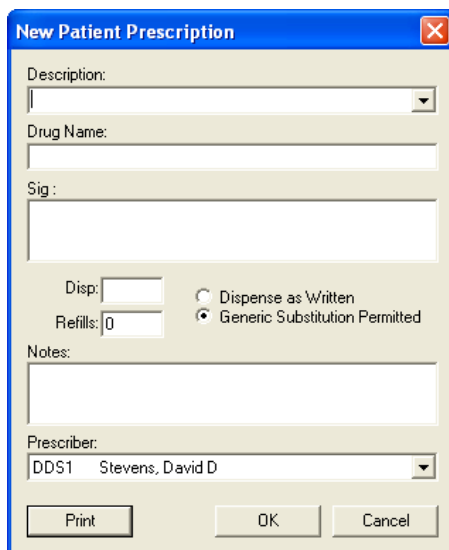 New Patient Prescription
Description:
Drug Name:
Sig :
Disp:
Dispense as Written
Refills: 0
Generic Substitution Permitted
Notes:
Prescriber:
DDS1 Stevens, David D
Print OK Cancel